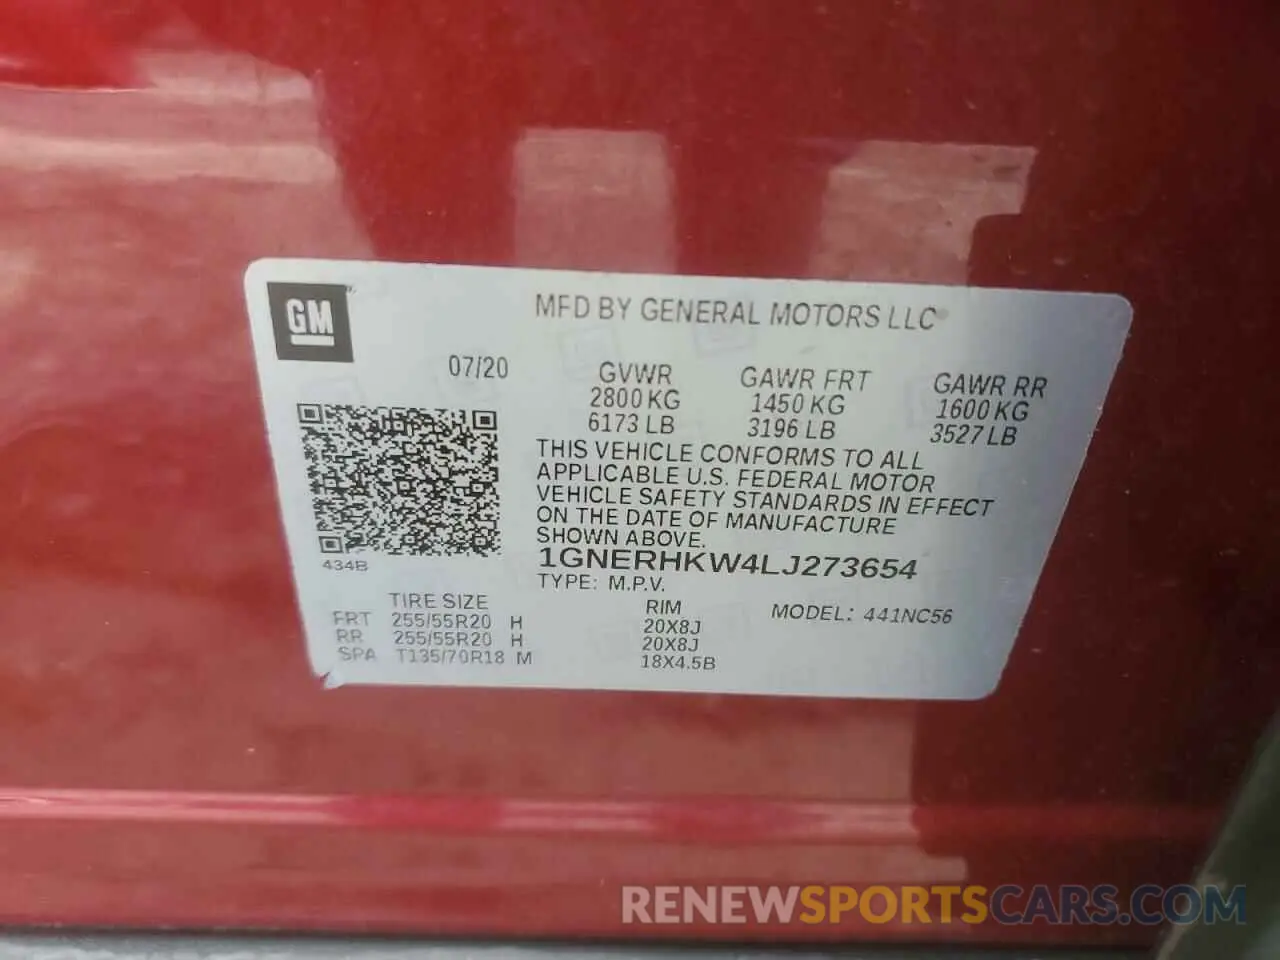 GM
MFD BY GENERAL MOTORS LLC
07/20
GVWR GAWR FRT GAWR RR
2800 KG 1450 KG 1600 KG
6173 LB 3196 LB 3527 LB
THIS VEHICLE CONFORMS TO ALL
APPLICABLE U.S. FEDERAL MOTOR
VEHICLE SAFETY STANDARDS IN EFFECT
ON THE DATE OF MANUFACTURE
SHOWN ABOVE.
434B
1GNERHKW4LJ273654
TYPE: M.P.V.
TIRE SIZE RIM MODEL: 441NC56
FRT 255/55R20 H 20X8J
RR 255/55R20 H 20X8J
SPA T135/70R18 M 18X4.5B
RENEWSPORTSCARS.COM